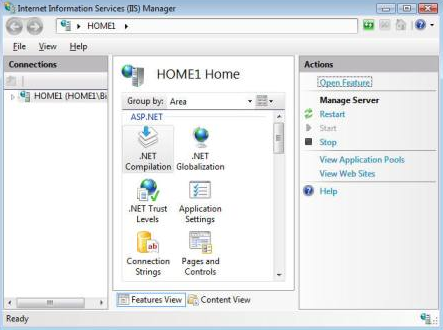 Internet Information Services (IIS) Manager
HOME1
File View Help
Connections
HOME1 (HOME1\
HOME1 Home
Group by: Area
ASP.NET
.NET Compilation
.NET Globalization
.NET Trust Levels
Application Settings
ab
Connection Strings
Pages and Controls
Features View Content View
Actions
Open Feature
Manage Server
Restart
Start
Stop
View Application Pools
View Web Sites
Help
Ready